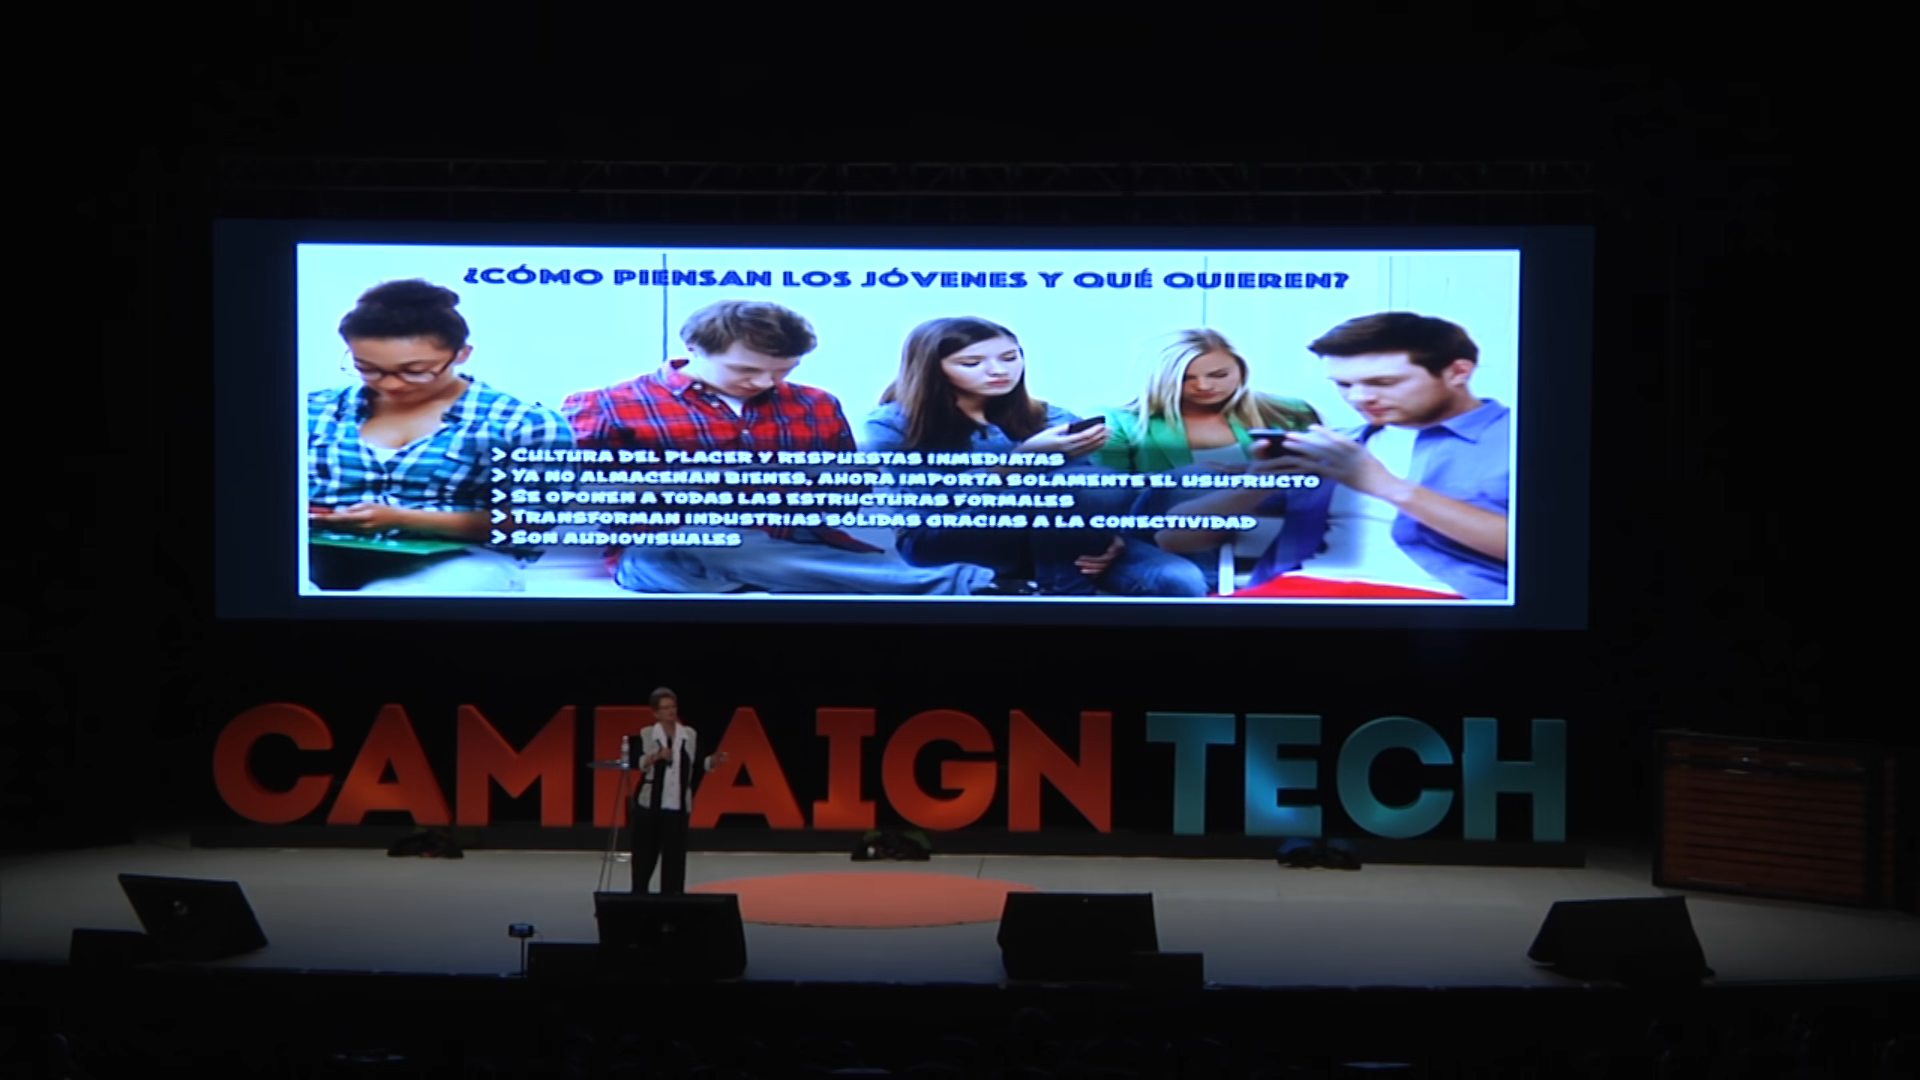 ¿CÓMO PIENSAN LOS JÓVENES Y QUÉ QUIEREN?
> CULTURA DEL PLACER Y RESPUESTAS INMEDIATAS
> YA NO ALMACENAN BIENES, AHORA IMPORTA SOLAMENTE EL USUFRUCTO
> SE OPONEN A TODAS LAS ESTRUCTURAS FORMALES
> TRANSFORMAN INDUSTRIAS SÓLIDAS GRACIAS A LA CONECTIVIDAD
> SON AUDIOVISUALES
CAMPAIGN TECH